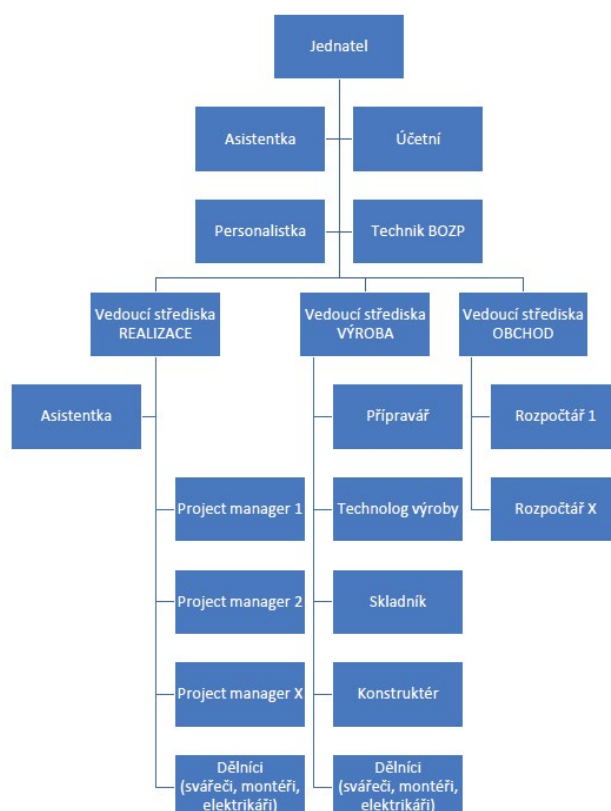 Jednatel
Asistentka
Účetní
Personalistka
Technik BOZP
Vedoucí střediska
REALIZACE
Vedoucí střediska
VÝROBA
Vedoucí střediska
OBCHOD
Asistentka
Přípravář
Rozpočtář 1
Project manager 1
Technolog výroby
Rozpočtář X
Project manager 2
Skladník
Project manager X
Konstruktér
Dělníci
(svářeči, montéři,
elektrikáři)
Dělníci
(svářeči, montéři,
elektrikáři)